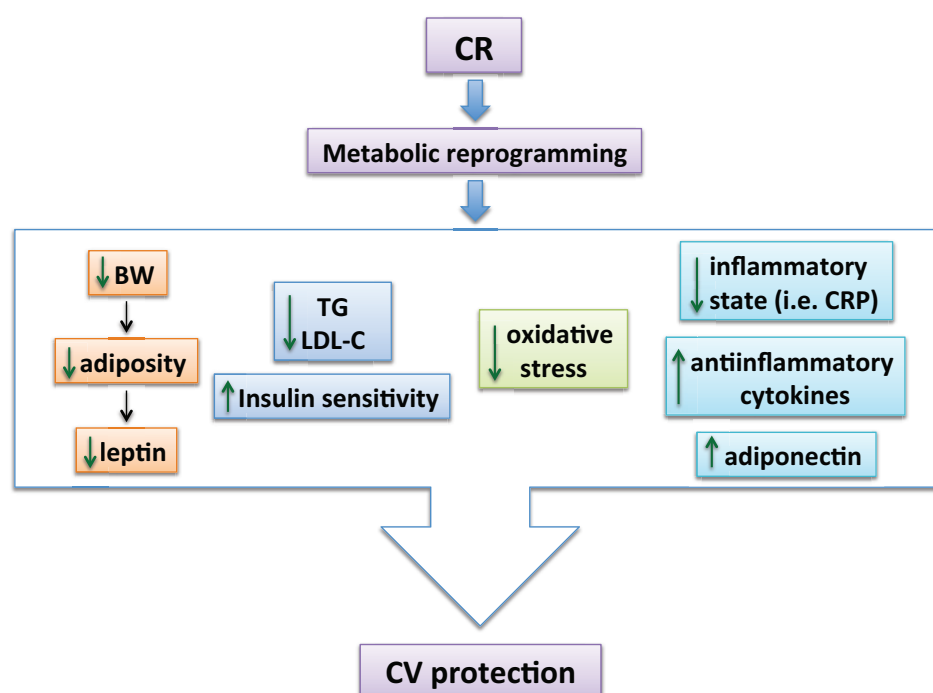 CR
Metabolic reprogramming
↓ BW
↓ adiposity
↓ leptin
↓ TG
LDL-C
↑ Insulin sensitivity
↓ oxidative
stress
↓ inflammatory
state (i.e. CRP)
↑ antiinflammatory
cytokines
↑ adiponectin
CV protection